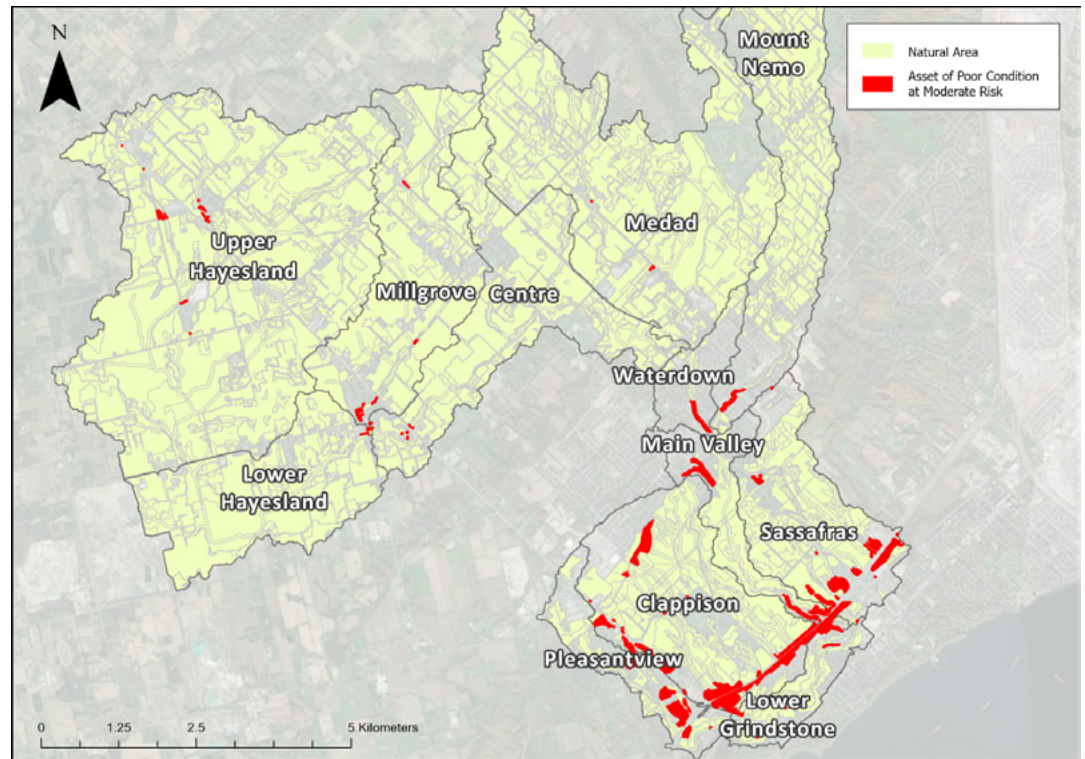 N
Mount
Nemo
Natural Area
Asset of Poor Condition
at Moderate Risk
Upper
Hayesland
Medad
Millgrove
Centre
Waterdown
Main Valley
Lower
Hayesland
Sassafras
Clappison
Pleasantview
Lower
Grindstone
0 1.25 2.5 5 Kilometers